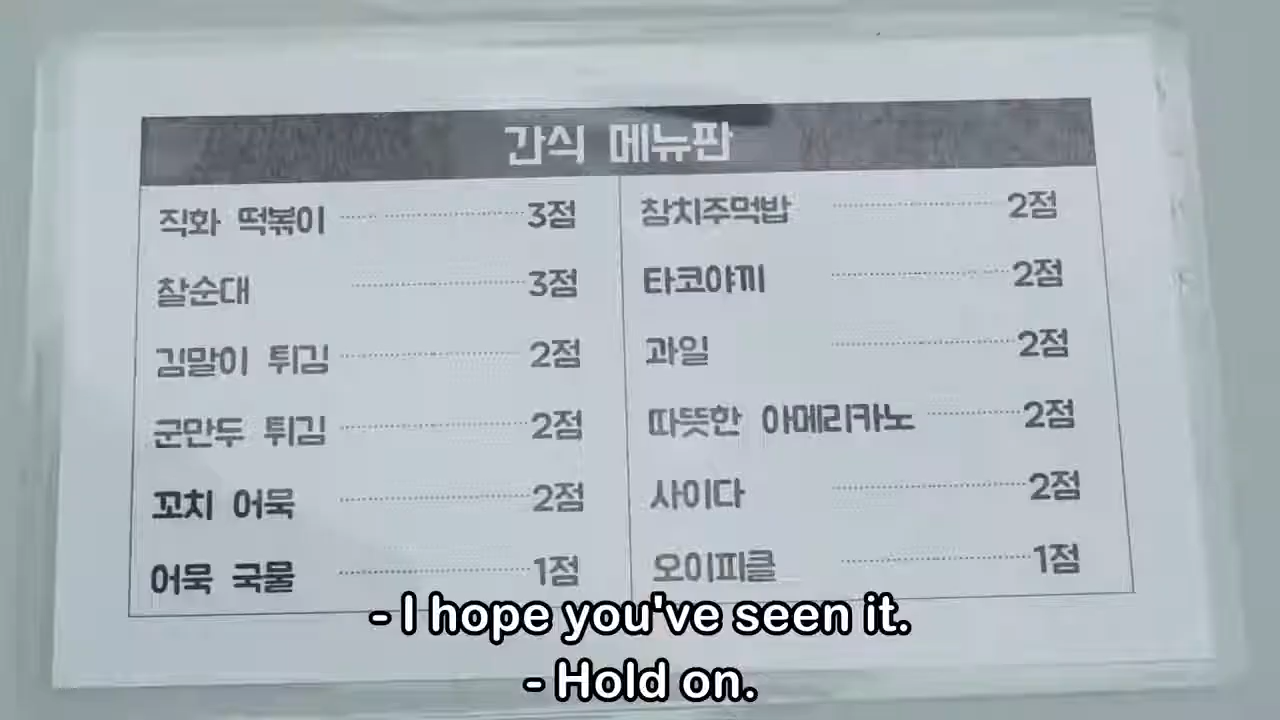 간식 메뉴판
직화 떡볶이 3점
찰순대 3점
김말이 튀김 2점
군만두 튀김 2점
꼬치 어묵 2점
어묵 국물 1점
참치주먹밥 2점
타코야끼 2점
과일 2점
따뜻한 아메리카노 2점
사이다 2점
오이피클 1점
- I hope you've seen it.
- Hold on.